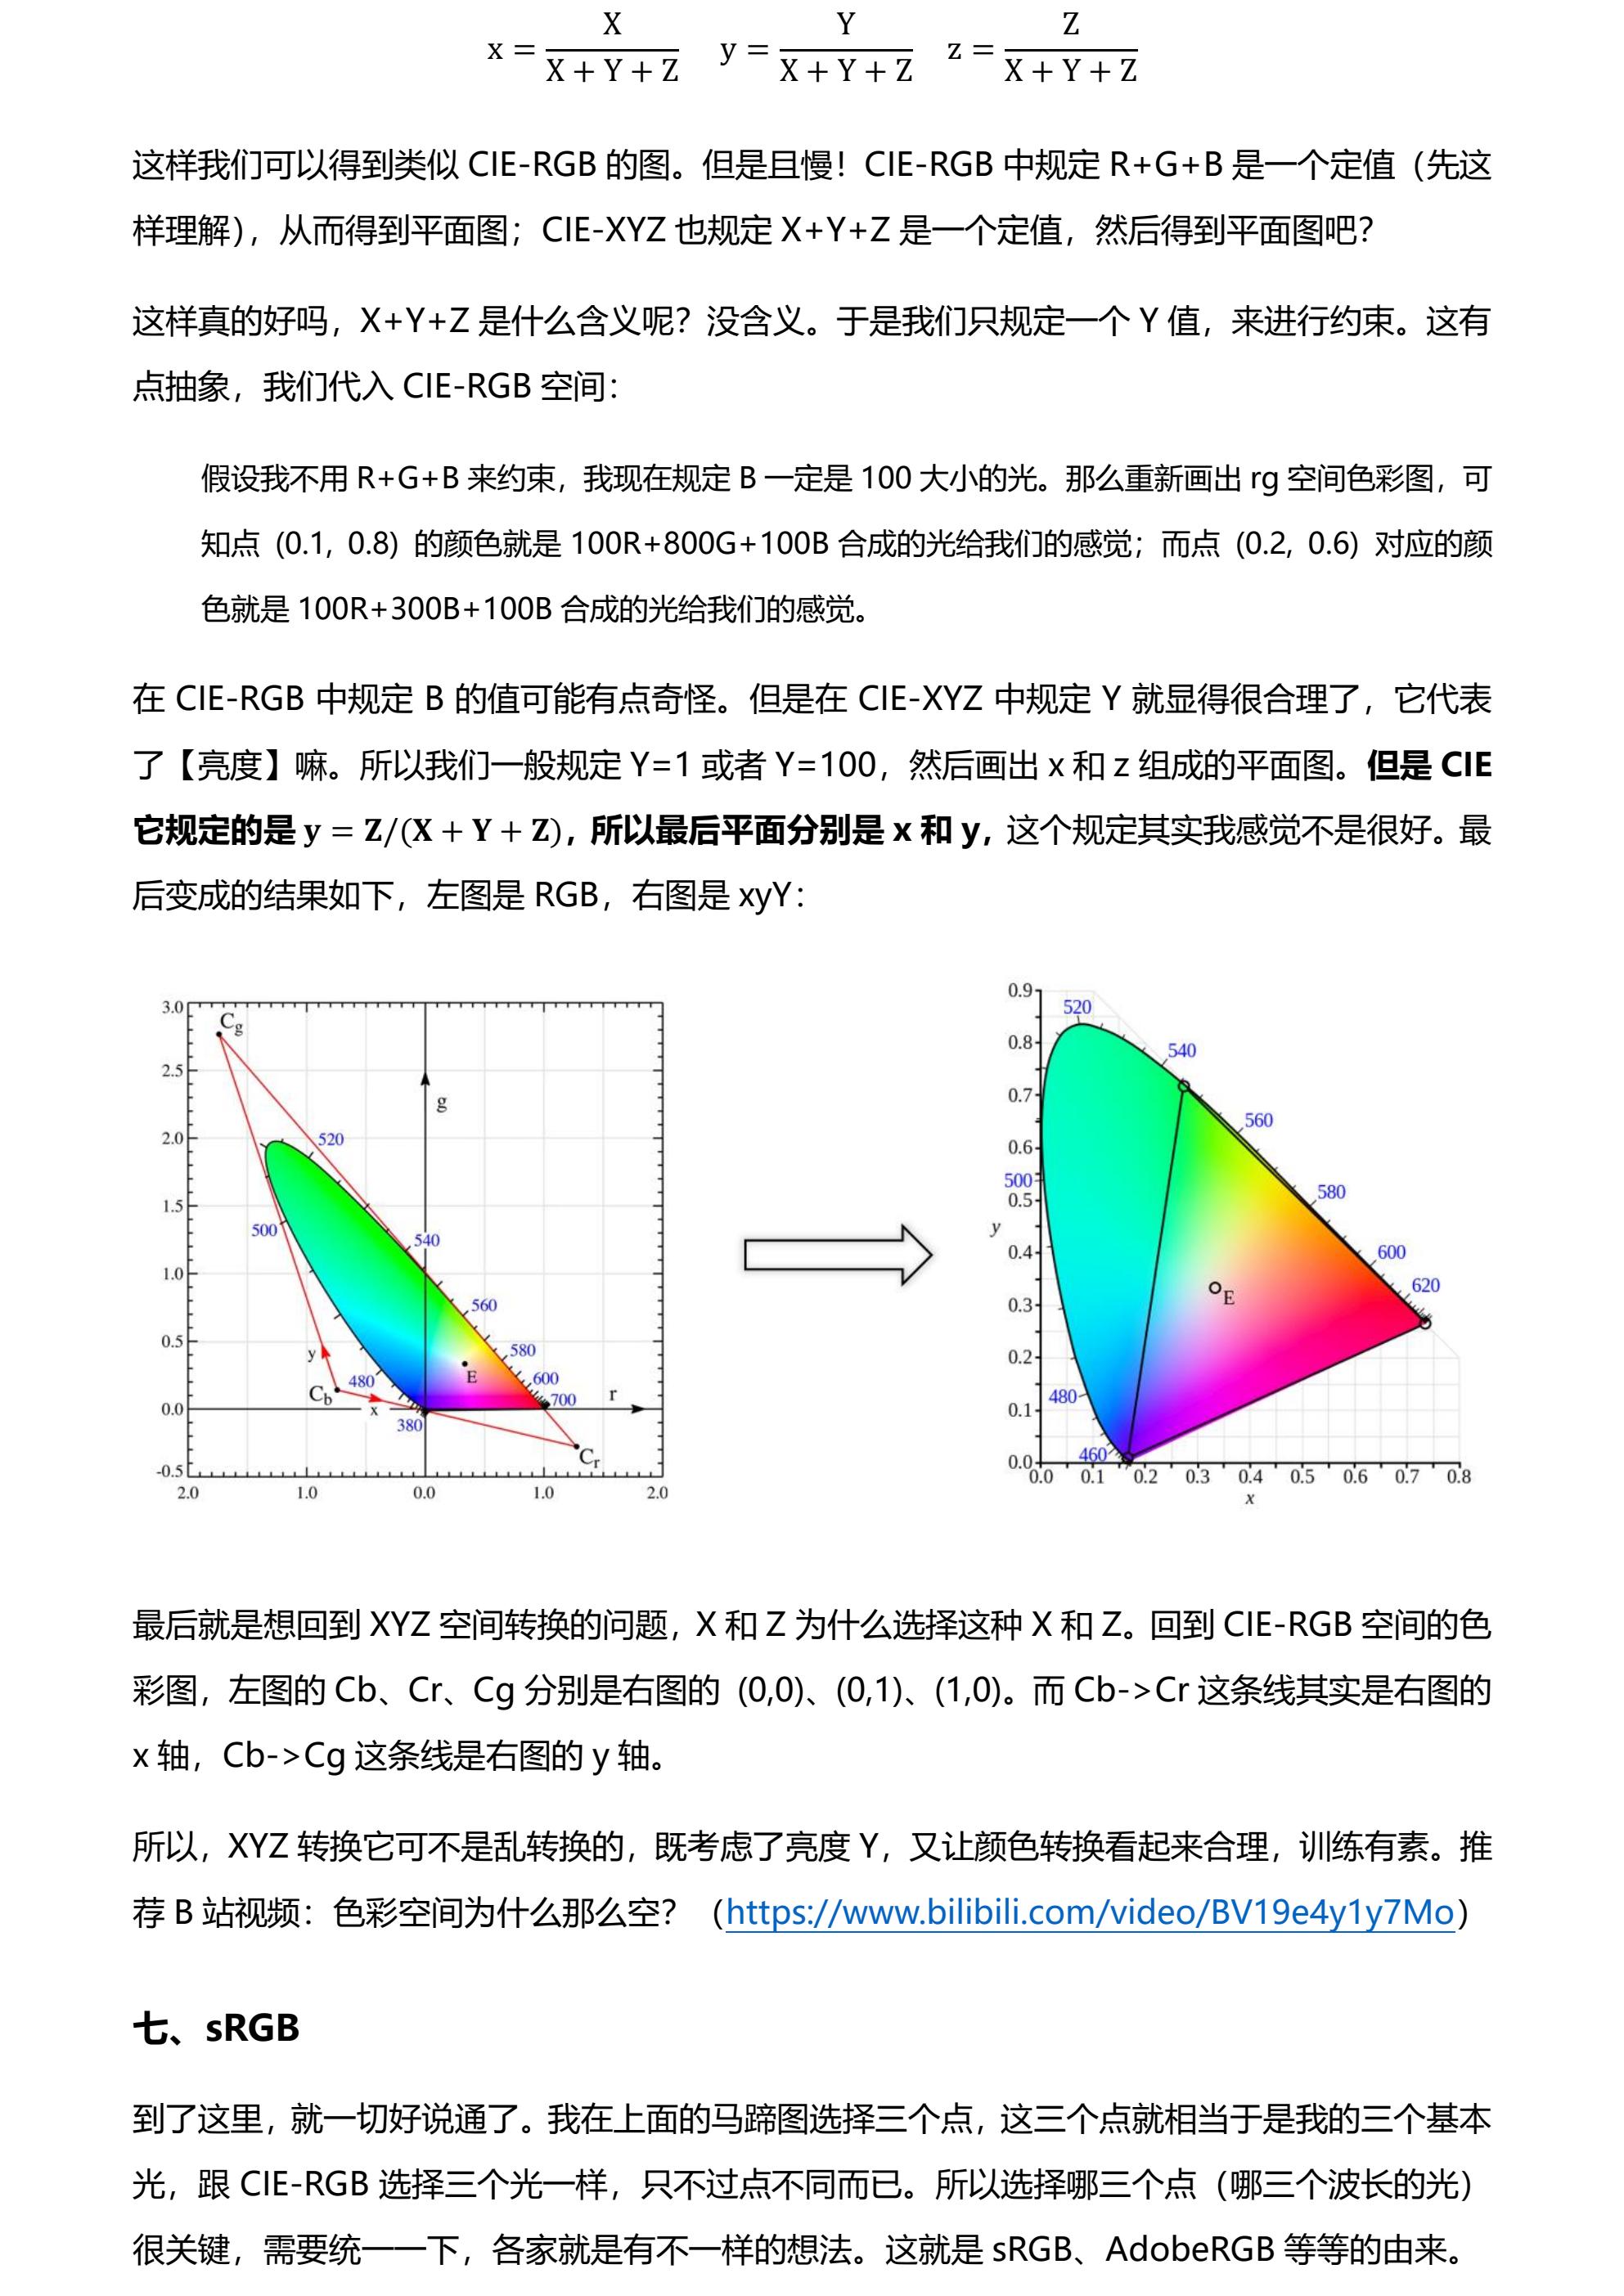 x = X/(X + Y + Z)  y = Y/(X + Y + Z)  z = Z/(X + Y + Z)
这样我们可以得到类似 CIE-RGB 的图。但是且慢！CIE-RGB 中规定 R+G+B 是一个定值（先这
样理解），从而得到平面图；CIE-XYZ 也规定 X+Y+Z 是一个定值，然后得到平面图吧？
这样真的好吗，X+Y+Z 是什么含义呢？没含义。于是我们只规定一个 Y 值，来进行约束。这有
点抽象，我们代入 CIE-RGB 空间：
假设我不用 R+G+B 来约束，我现在规定 B 一定是 100 大小的光。那么重新画出 rg 空间色彩图，可
知点（0.1, 0.8）的颜色就是 100R+800G+100B 合成的光给我们的感觉；而点（0.2, 0.6）对应的颜
色就是 100R+300B+100B 合成的光给我们的感觉。
在 CIE-RGB 中规定 B 的值可能有点奇怪。但是在 CIE-XYZ 中规定 Y 就显得很合理了，它代表
了【亮度】嘛。所以我们一般规定 Y=1 或者 Y=100，然后画出 x 和 z 组成的平面图。但是 CIE
它规定的是 y = Z/(X + Y + Z)，所以最后平面分别是 x 和 y，这个规定其实我感觉不是很好。最
后变成的结果如下，左图是 RGB，右图是 xyY：
3.0
2.5
2.0
1.5
1.0
0.5
0.0
-0.5
2.0 1.0 0.0 1.0 2.0
Cg
g
520
500
540
560
580
600
700
r
E
y
480
Cb
x
380
Cr
0.9
0.8
0.7
0.6
0.5
0.4
0.3
0.2
0.1
0.0
y
0.0 0.1 0.2 0.3 0.4 0.5 0.6 0.7 0.8
x
520
540
560
500
580
600
620
E
480
460
最后就是想回到 XYZ 空间转换的问题，X 和 Z 为什么选择这种 X 和 Z。回到 CIE-RGB 空间的色
彩图，左图的 Cb、Cr、Cg 分别是右图的（0,0）、（0,1）、（1,0）。而 Cb->Cr 这条线其实是右图的
x 轴，Cb->Cg 这条线是右图的 y 轴。
所以，XYZ 转换它可不是乱转换的，既考虑了亮度 Y，又让颜色转换看起来合理，训练有素。推
荐 B 站视频：色彩空间为什么那么空？（https://www.bilibili.com/video/BV19e4y1y7Mo）
七、sRGB
到了这里，就一切好说通了。我在上面的马蹄图选择三个点，这三个点就相当于是我的三个基本
光，跟 CIE-RGB 选择三个光一样，只不过点不同而已。所以选择哪三个点（哪三个波长的光）
很关键，需要统一一下，各家就是有不一样的想法。这就是 sRGB、AdobeRGB 等等的由来。